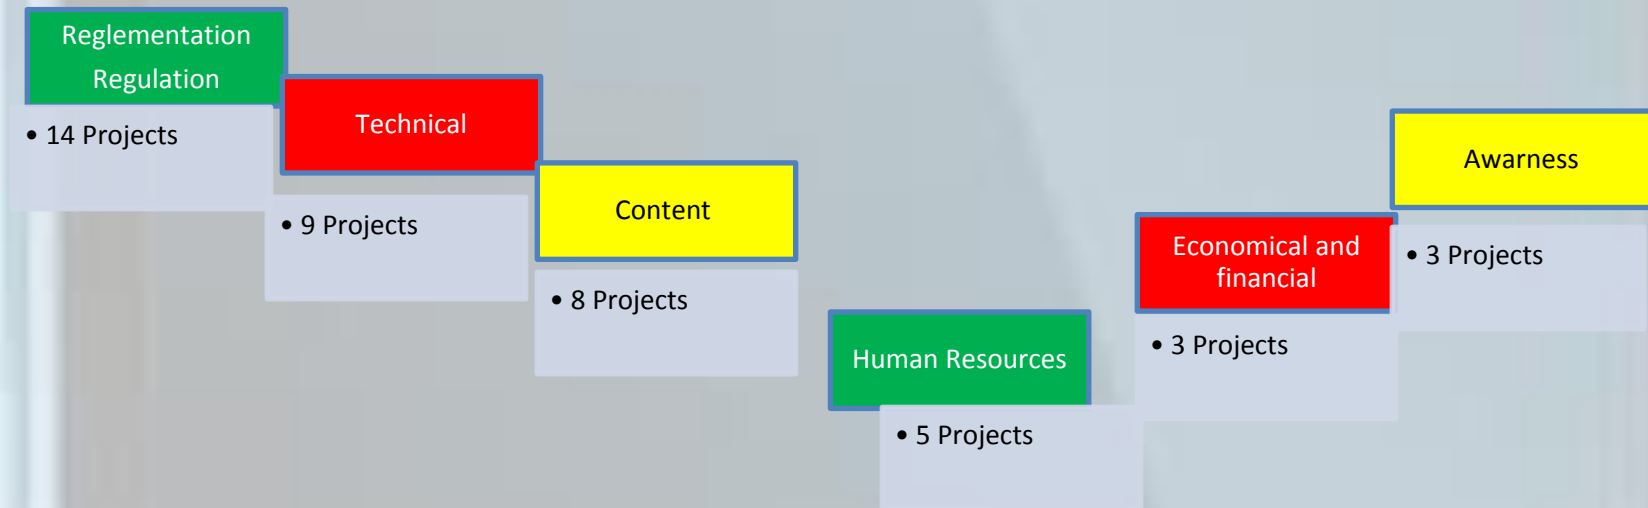 Reglementation
Regulation
• 14 Projects
Technical
• 9 Projects
Content
• 8 Projects
Human Resources
• 5 Projects
Economical and
financial
• 3 Projects
Awarness
• 3 Projects